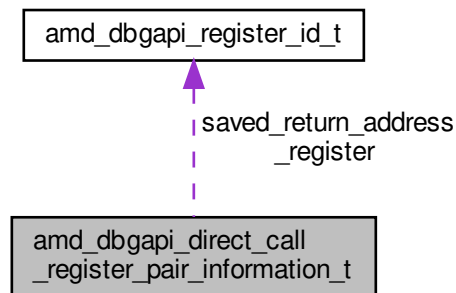 amd_dbgapi_register_id_t
saved_return_address
_register
amd_dbgapi_direct_call
_register_pair_information_t